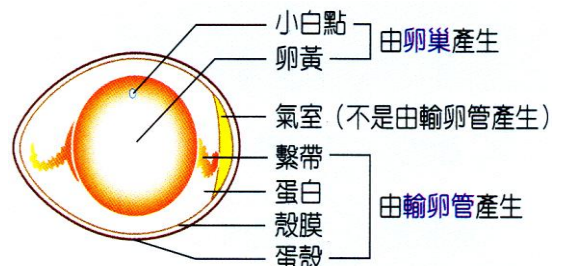 小白點
卵黃
由卵巢產生
氣室（不是由輸卵管產生）
繫帶
蛋白
殼膜
蛋殼
由輸卵管產生